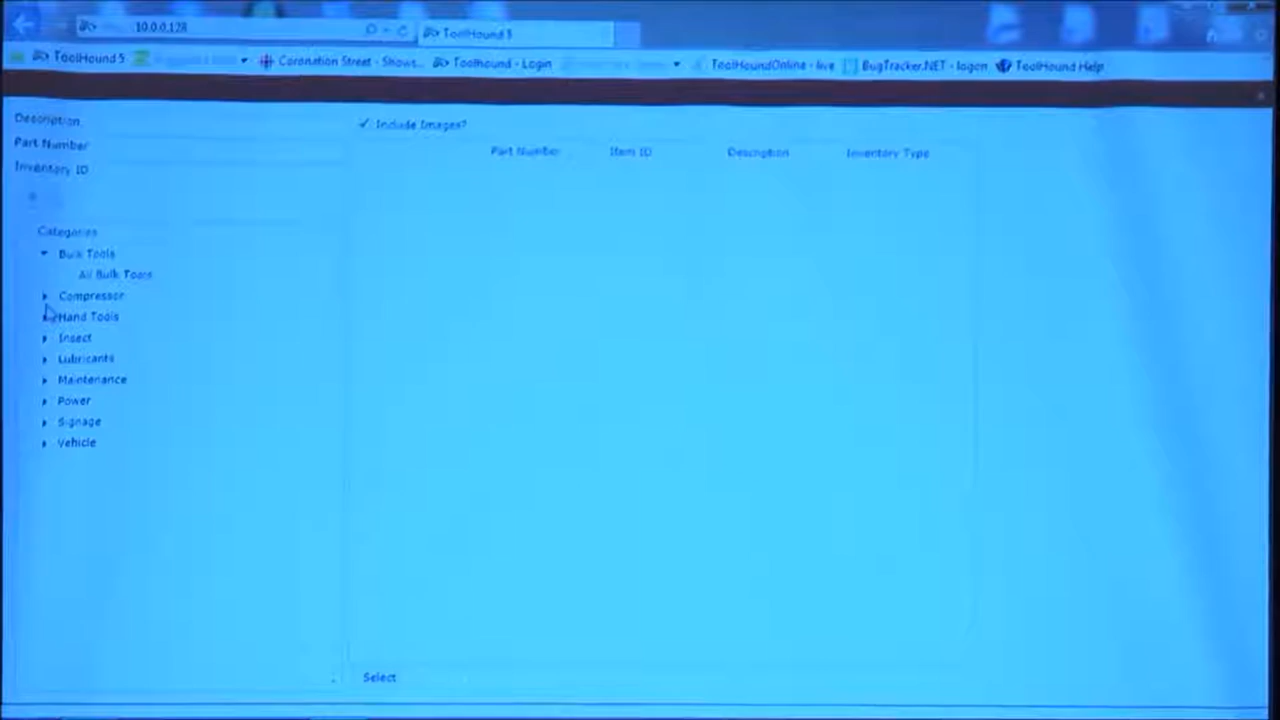 10.0.0.128
ToolHound 5
ToolHound 5
Coronation Street - Showt...
Toolhound - Login
ToolHoundOnline - live
BugTracker.NET - logon
ToolHound Help
Description
Part Number
Inventory ID
Include Images?
Part Number
Item ID
Description
Inventory Type
Categories
Bulk Tools
All Bulk Tools
Compressor
Hand Tools
Insect
Lubricants
Maintenance
Power
Signage
Vehicle
Select